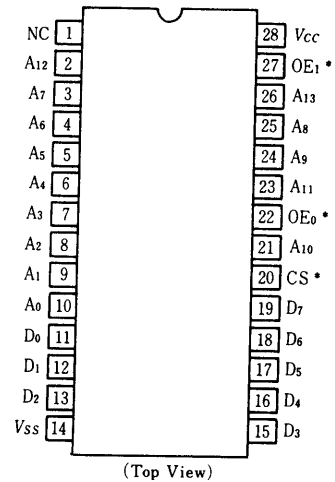 NC 1 28 Vcc
A12 2 27 OE1 *
A7 3 26 A13
A6 4 25 A8
A5 5 24 A9
A4 6 23 A11
A3 7 22 OE0 *
A2 8 21 A10
A1 9 20 CS *
A0 10 19 D7
D0 11 18 D6
D1 12 17 D5
D2 13 16 D4
Vss 14 15 D3
(Top View)